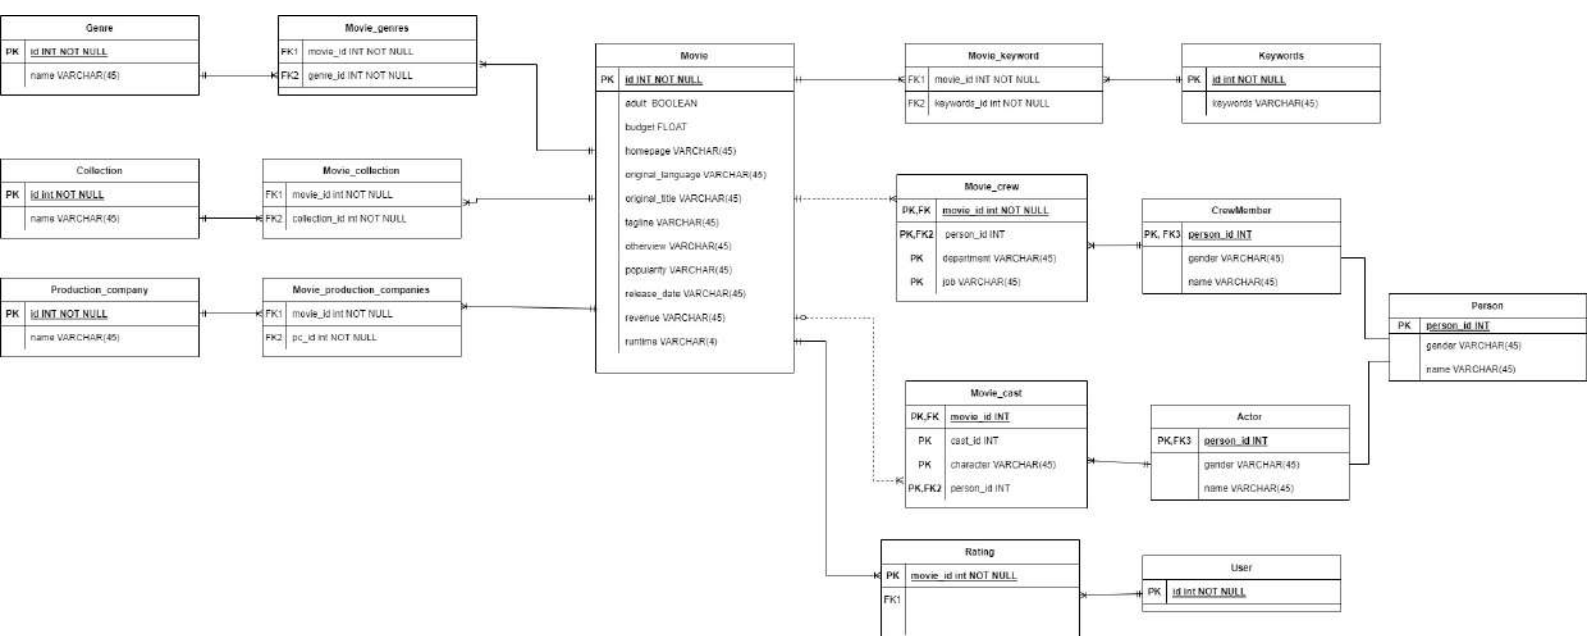 Genre
PK id INT NOT NULL
name VARCHAR(45)
Movie_genres
FK1 movie_id INT NOT NULL
FK2 genre_id INT NOT NULL
Collection
PK id int NOT NULL
name VARCHAR(45)
Movie_collection
FK1 movie_id int NOT NULL
FK2 collection_id int NOT NULL
Production_company
PK id INT NOT NULL
name VARCHAR(45)
Movie_production_companies
FK1 movie_id INT NOT NULL
FK2 pc_id int NOT NULL
Movie
PK id INT NOT NULL
adult BOOLEAN
budget FLOAT
homepage VARCHAR(45)
original_language VARCHAR(45)
original_title VARCHAR(45)
tagline VARCHAR(45)
otherview VARCHAR(45)
popularity VARCHAR(45)
release_date VARCHAR(45)
revenue VARCHAR(45)
runtime VARCHAR(4)
Movie_keyword
FK1 movie_id INT NOT NULL
FK2 keywords_id int NOT NULL
Keywords
PK id int NOT NULL
keywords VARCHAR(45)
Movie_crew
PK,FK movie_id int NOT NULL
PK,FK2 person_id INT
PK department VARCHAR(45)
PK job VARCHAR(45)
CrewMember
PK, FK3 person_id INT
gender VARCHAR(45)
name VARCHAR(45)
Person
PK person_id INT
gender VARCHAR(45)
name VARCHAR(45)
Movie_cast
PK,FK movie_id INT
PK cast_id INT
PK character VARCHAR(45)
PK,FK2 person_id INT
Actor
PK,FK3 person_id INT
gender VARCHAR(45)
name VARCHAR(45)
Rating
PK movie_id int NOT NULL
FK1
User
PK id int NOT NULL